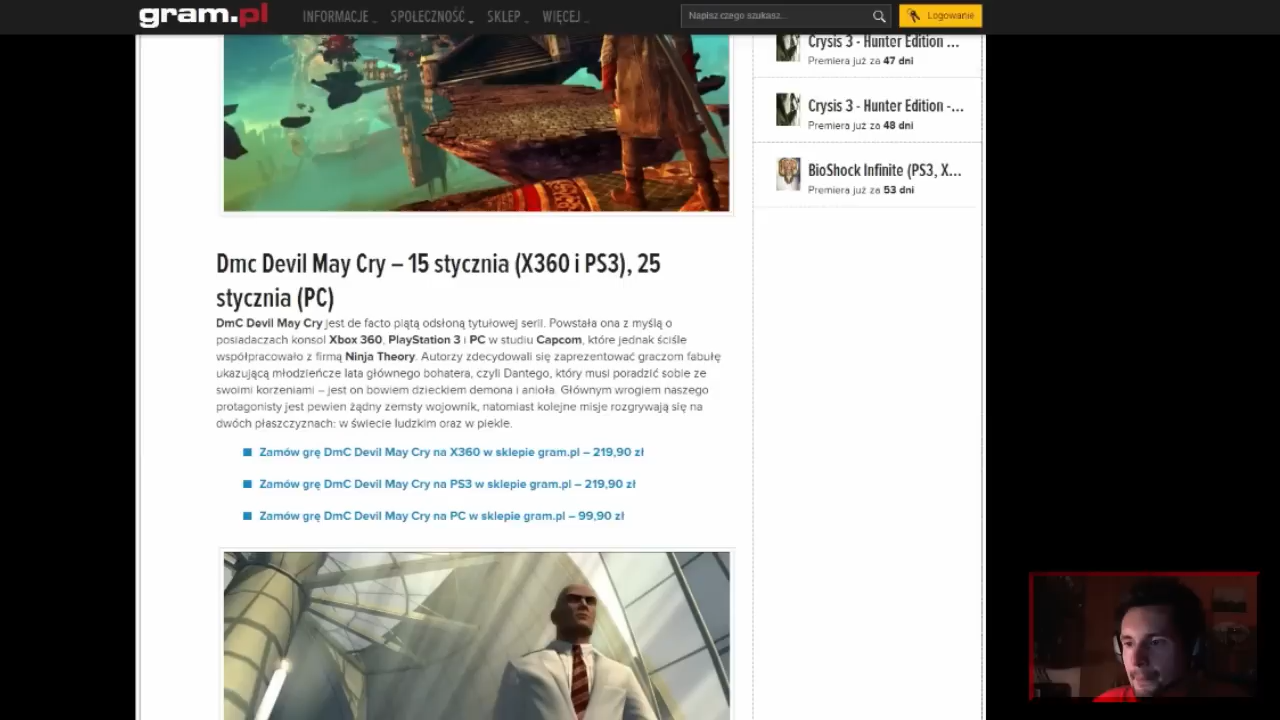 gram.pl
INFORMACJE SPOŁECZNOŚĆ SKLEP WIĘCEJ
Napisz czego szukasz...
Logowanie
Crysis 3 - Hunter Edition ...
Premiera już za 47 dni
Crysis 3 - Hunter Edition -...
Premiera już za 48 dni
BioShock Infinite (PS3, X...
Premiera już za 53 dni
Dmc Devil May Cry – 15 stycznia (X360 i PS3), 25
stycznia (PC)
DmC Devil May Cry jest de facto piątą odsłoną tytułowej serii. Powstała ona z myślą o
posiadaczach konsol Xbox 360, PlayStation 3 i PC w studiu Capcom, które jednak ściśle
współpracowało z firmą Ninja Theory. Autorzy zdecydowali się zaprezentować graczom fabułę
ukazującą młodzieńcze lata głównego bohatera, czyli Dantego, który musi poradzić sobie ze
swoimi korzeniami – jest on bowiem dzieckiem demona i anioła. Głównym wrogiem naszego
protagonisty jest pewien żądny zemsty wojownik, natomiast kolejne misje rozgrywają się na
dwóch płaszczyznach: w świecie ludzkim oraz w piekle.
Zamów grę DmC Devil May Cry na X360 w sklepie gram.pl – 219,90 zł
Zamów grę DmC Devil May Cry na PS3 w sklepie gram.pl – 219,90 zł
Zamów grę DmC Devil May Cry na PC w sklepie gram.pl – 99,90 zł